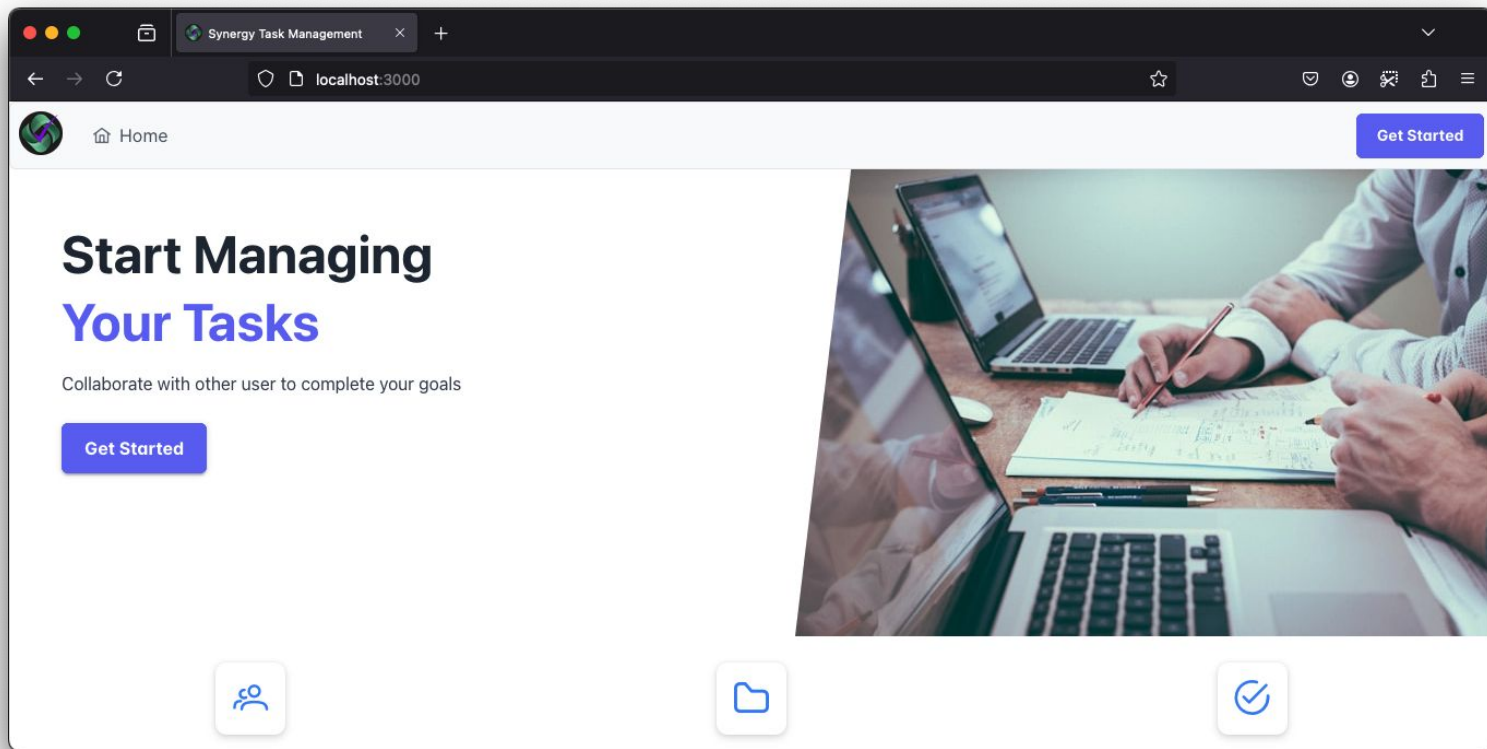 Synergy Task Management
localhost:3000
Home
Get Started
Start Managing
Your Tasks
Collaborate with other user to complete your goals
Get Started